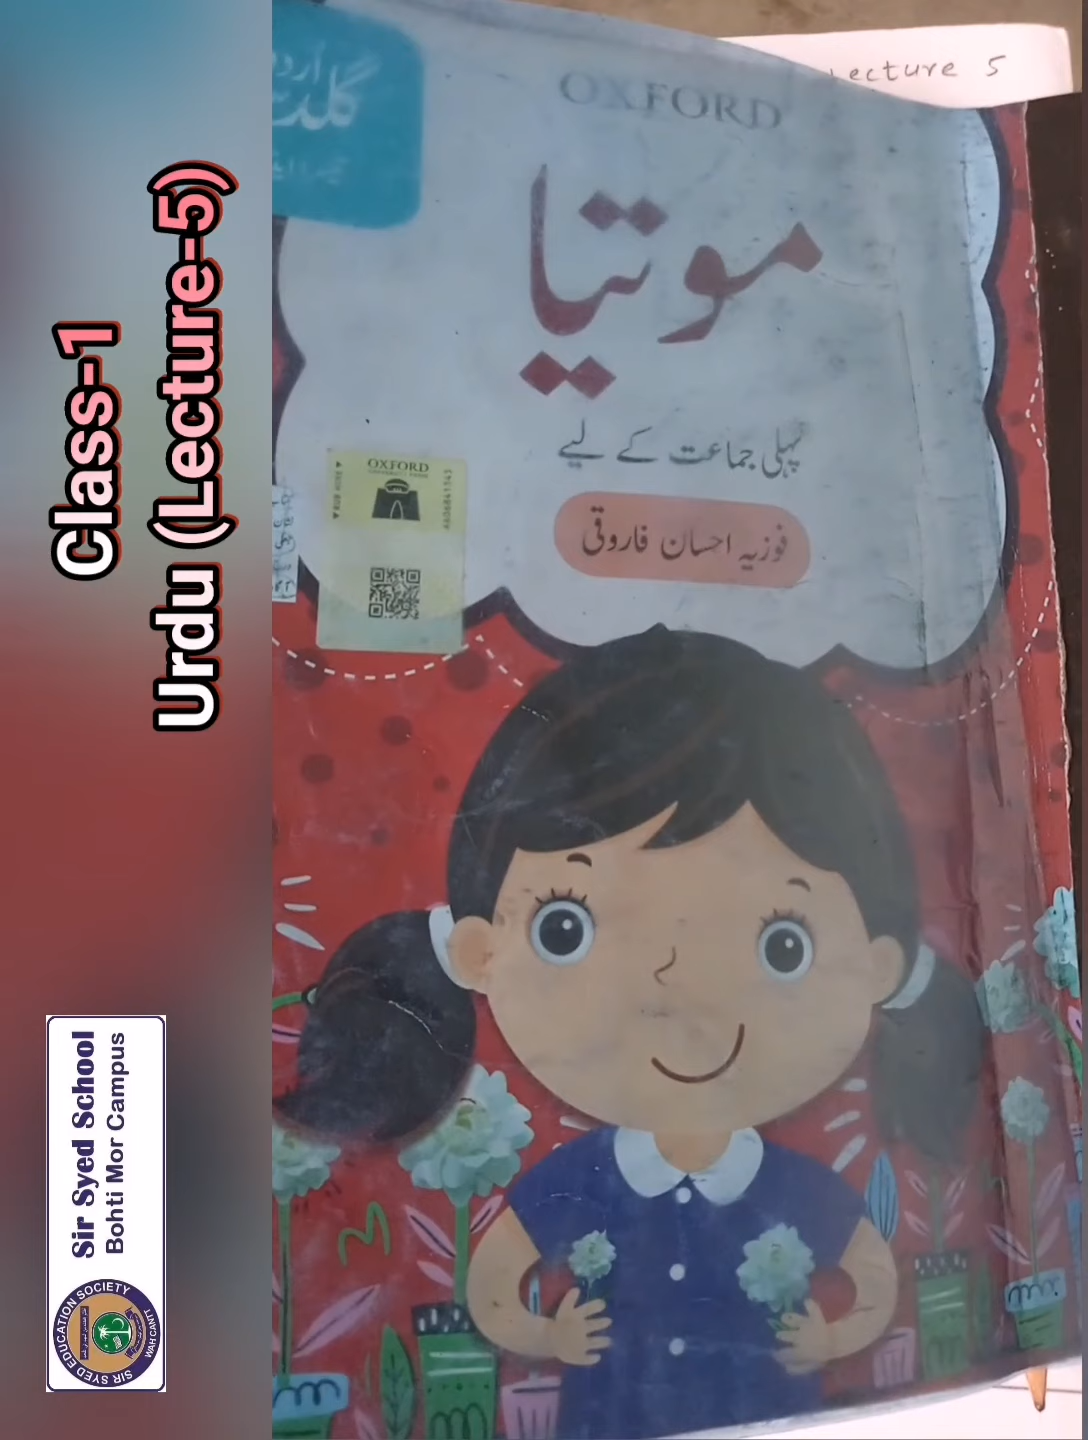 Class-1
Urdu (Lecture-5)
Lecture 5
OXFORD
اردو
موتیا
پہلی جماعت کے لیے
فوزیہ احسان فاروقی
OXFORD
Sir Syed School
Bohti Mor Campus
SIR SYED EDUCATION SOCIETY
WAH CANTT